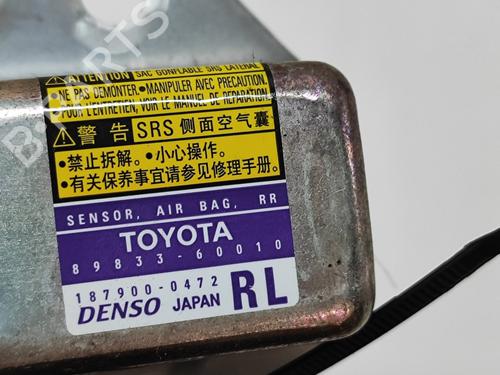 ATTENTION SAC GONFLABLE SRS LATERAL
•NE PAS DEMONTER. •MANIPULER AVEC PRECAUTION.
POUR L'ENTRETIEN, VOIR LE MANUEL DE REPARATION.
警告 SRS 侧面空气囊
•禁止拆解。•小心操作。
•有关保养事宜请参见修理手册。
SENSOR, AIR BAG, RR
TOYOTA
89833-60010
187900-0472
DENSO JAPAN RL